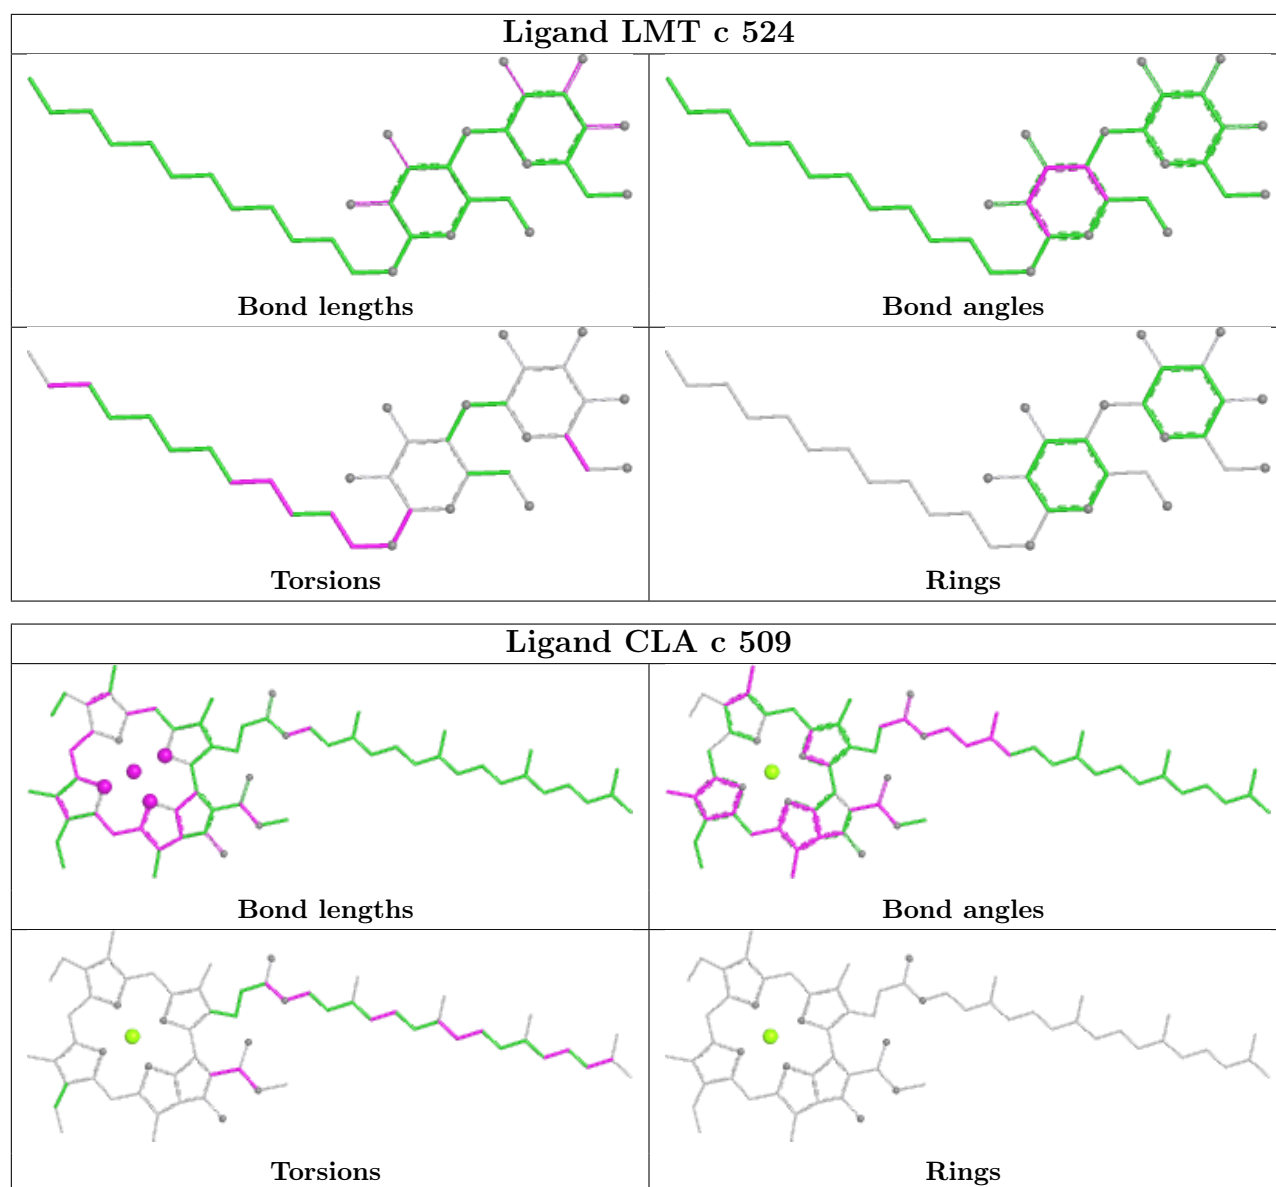 Ligand LMT c 524
Bond lengths
Bond angles
Torsions
Rings
Ligand CLA c 509
Bond lengths
Bond angles
Torsions
Rings